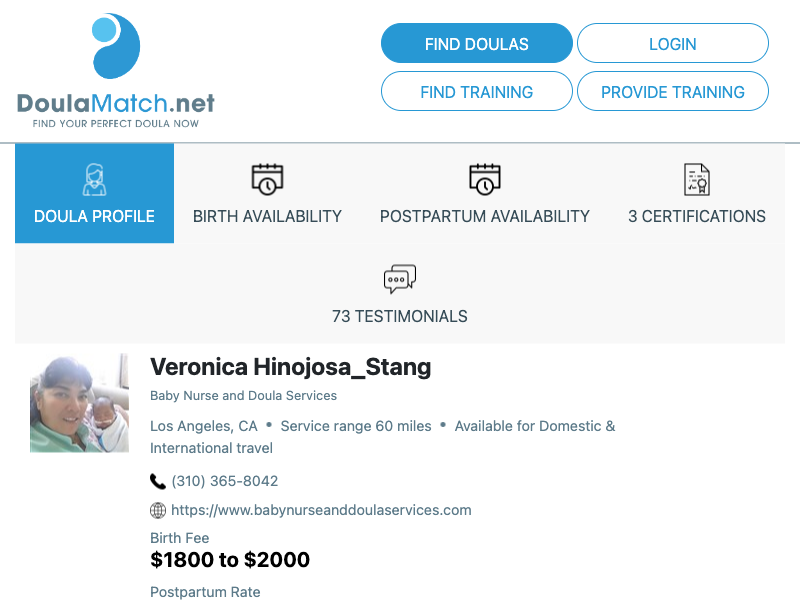 DoulaMatch.net
FIND YOUR PERFECT DOULA NOW
FIND DOULAS
LOGIN
FIND TRAINING
PROVIDE TRAINING
DOULA PROFILE
BIRTH AVAILABILITY
POSTPARTUM AVAILABILITY
3 CERTIFICATIONS
73 TESTIMONIALS
Veronica Hinojosa_Stang
Baby Nurse and Doula Services
Los Angeles, CA • Service range 60 miles • Available for Domestic &
International travel
(310) 365-8042
https://www.babynurseanddoulaservices.com
Birth Fee
$1800 to $2000
Postpartum Rate